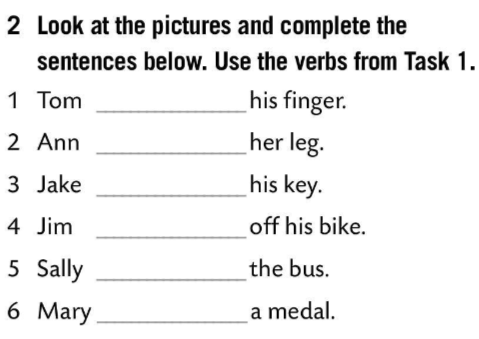 2 Look at the pictures and complete the
sentences below. Use the verbs from Task 1.
1 Tom ____________ his finger.
2 Ann ____________ her leg.
3 Jake ____________ his key.
4 Jim ____________ off his bike.
5 Sally ____________ the bus.
6 Mary ____________ a medal.